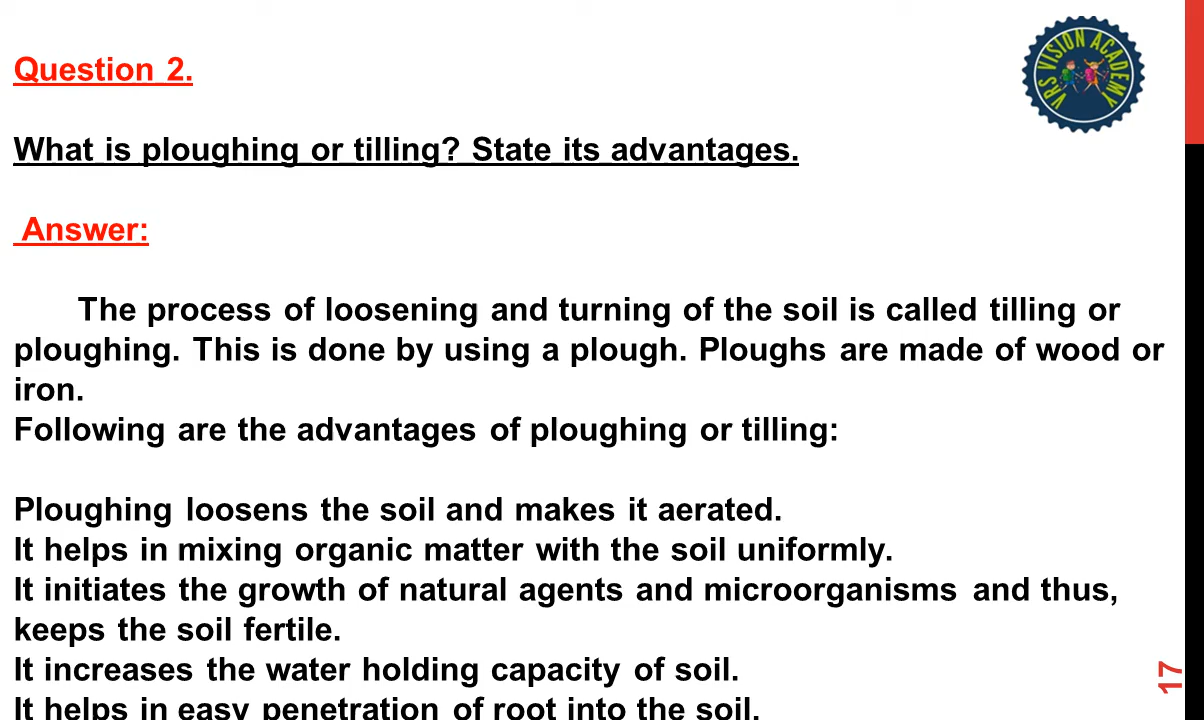 VRS VISION ACADEMY
Question 2.
What is ploughing or tilling? State its advantages.
Answer:
The process of loosening and turning of the soil is called tilling or
ploughing. This is done by using a plough. Ploughs are made of wood or
iron.
Following are the advantages of ploughing or tilling:
Ploughing loosens the soil and makes it aerated.
It helps in mixing organic matter with the soil uniformly.
It initiates the growth of natural agents and microorganisms and thus,
keeps the soil fertile.
It increases the water holding capacity of soil.
It helps in easy penetration of root into the soil.
17